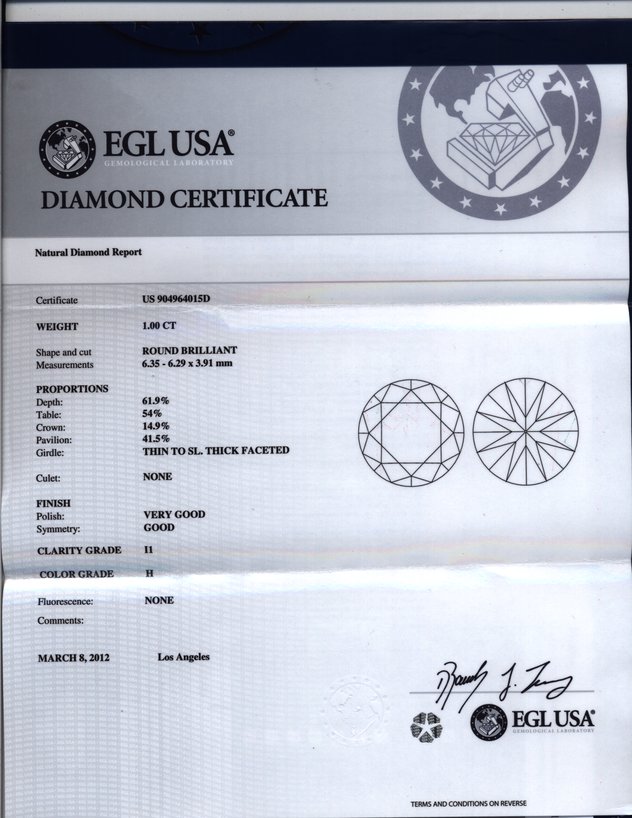 EGL USA®
GEMOLOGICAL LABORATORY
DIAMOND CERTIFICATE
Natural Diamond Report
Certificate US 904964015D
WEIGHT 1.00 CT
Shape and cut ROUND BRILLIANT
Measurements 6.35 - 6.29 x 3.91 mm
PROPORTIONS
Depth: 61.9%
Table: 54%
Crown: 14.9%
Pavilion: 41.5%
Girdle: THIN TO SL. THICK FACETED
Culet: NONE
FINISH
Polish: VERY GOOD
Symmetry: GOOD
CLARITY GRADE I1
COLOR GRADE H
Fluorescence: NONE
Comments:
MARCH 8, 2012 Los Angeles
EGL USA®
GEMOLOGICAL LABORATORY
TERMS AND CONDITIONS ON REVERSE